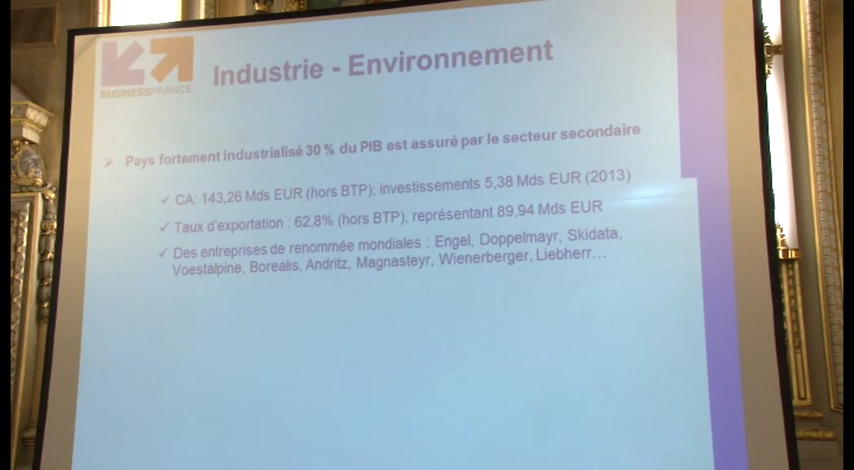 BUSINESSFRANCE
Industrie - Environnement
Pays fortement industrialisé 30 % du PIB est assuré par le secteur secondaire
CA: 143,26 Mds EUR (hors BTP); investissements 5,38 Mds EUR (2013)
Taux d'exportation : 62,8% (hors BTP), représentant 89,94 Mds EUR
Des entreprises de renommée mondiales : Engel, Doppelmayr, Skidata,
Voestalpine, Borealis, Andritz, Magnasteyr, Wienerberger, Liebherr…